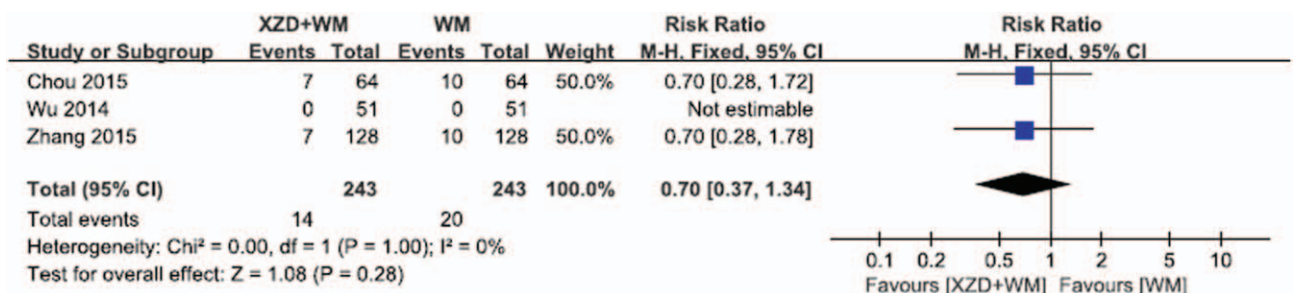 XZD+WM WM Risk Ratio Risk Ratio
Study or Subgroup Events Total Events Total Weight M-H, Fixed, 95% CI M-H, Fixed, 95% CI
Chou 2015 7 64 10 64 50.0% 0.70 [0.28, 1.72]
Wu 2014 0 51 0 51 Not estimable
Zhang 2015 7 128 10 128 50.0% 0.70 [0.28, 1.78]
Total (95% CI) 243 243 100.0% 0.70 [0.37, 1.34]
Total events 14 20
Heterogeneity: Chi² = 0.00, df = 1 (P = 1.00); I² = 0%
Test for overall effect: Z = 1.08 (P = 0.28)
0.1 0.2 0.5 1 2 5 10
Favours [XZD+WM] Favours [WM]